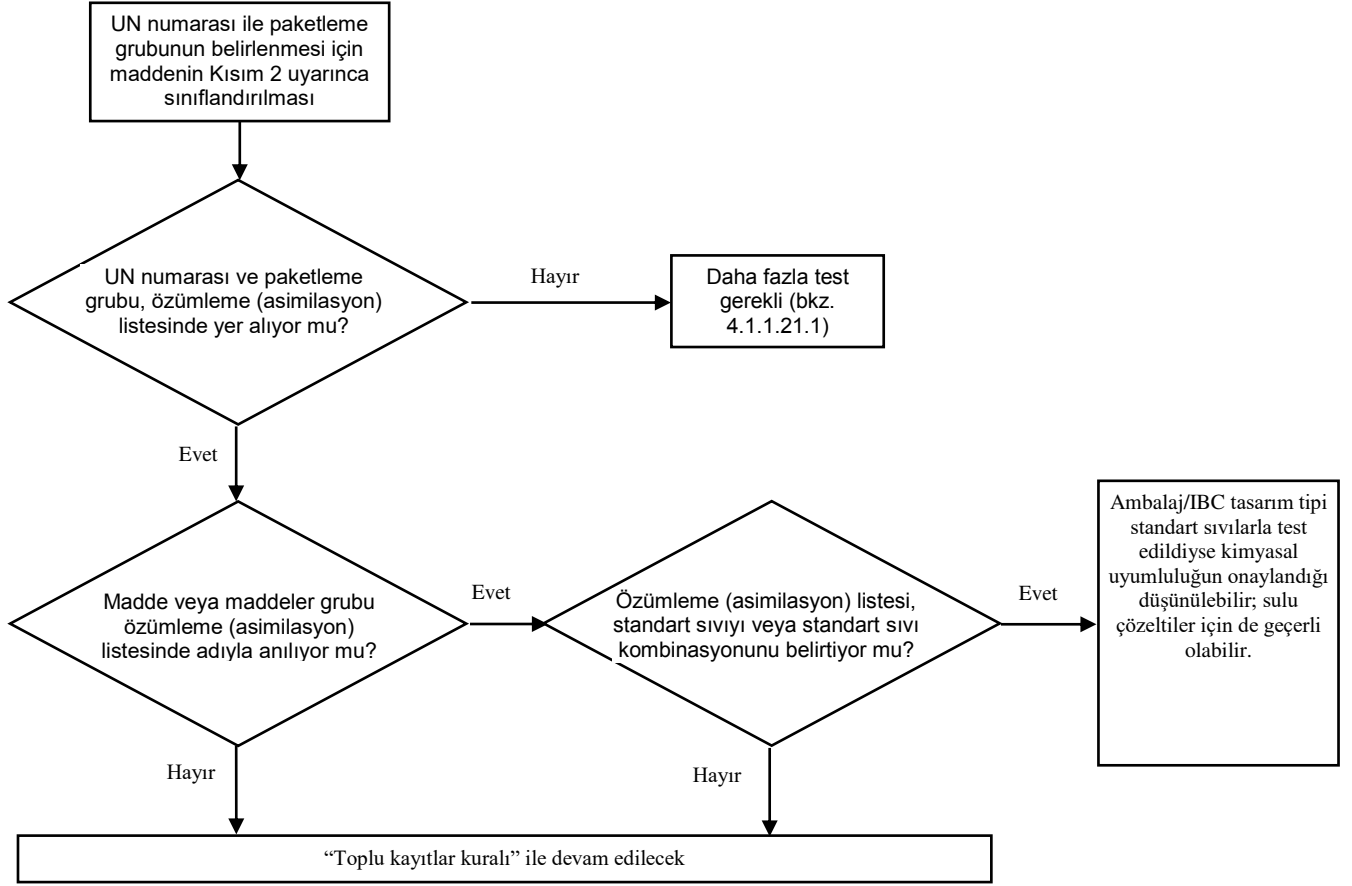 UN numarası ile paketleme
grubunun belirlenmesi için
maddenin Kısım 2 uyarınca
sınıflandırılması
UN numarası ve paketleme
grubu, özümleme (asimilasyon)
listesinde yer alıyor mu?
Hayır
Daha fazla test
gerekli (bkz.
4.1.1.21.1)
Evet
Madde veya maddeler grubu
özümleme (asimilasyon)
listesinde adıyla anılıyor mu?
Evet
Özümleme (asimilasyon) listesi,
standart sıvıyı veya standart sıvı
kombinasyonunu belirtiyor mu?
Evet
Ambalaj/IBC tasarım tipi
standart sıvılarla test
edildiyse kimyasal
uyumluluğun onaylandığı
düşünülebilir; sulu
çözeltiler için de geçerli
olabilir.
Hayır
Hayır
“Toplu kayıtlar kuralı” ile devam edilecek